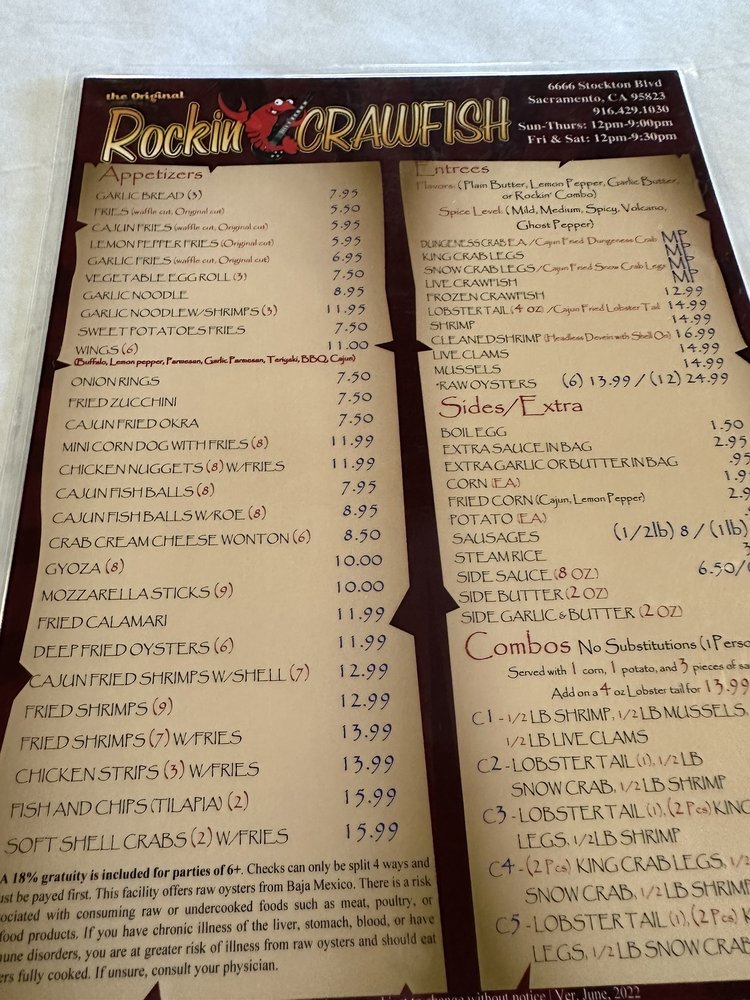 the Original
Rockin CRAWFISH
6666 Stockton Blvd
Sacramento, CA 95823
916.429.1030
Sun-Thurs: 12pm-9:00pm
Fri & Sat: 12pm-9:30pm
Appetizers
GARLIC BREAD (3) 7.95
FRIES (waffle cut, Original cut) 5.50
CAJUN FRIES (waffle cut, Original cut) 5.95
LEMON PEPPER FRIES (Original cut) 5.95
GARLIC FRIES (waffle cut, Original cut) 6.95
VEGETABLE EGG ROLL (3) 7.50
GARLIC NOODLE 8.95
GARLIC NOODLE W/SHRIMPS (3) 11.95
SWEET POTATOES FRIES 7.50
WINGS (6) 11.00
(Buffalo, Lemon pepper, Parmesan, Garlic Parmesan, Teriyaki, BBQ, Cajun)
ONION RINGS 7.50
FRIED ZUCCHINI 7.50
CAJUN FRIED OKRA 7.50
MINI CORN DOG WITH FRIES (8) 11.99
CHICKEN NUGGETS (8) W/FRIES 11.99
CAJUN FISH BALLS (8) 7.95
CAJUN FISH BALLS W/ROE (8) 8.95
CRAB CREAM CHEESE WONTON (6) 8.50
GYOZA (8) 10.00
MOZZARELLA STICKS (9) 10.00
FRIED CALAMARI 11.99
DEEP FRIED OYSTERS (6) 11.99
CAJUN FRIED SHRIMPS W/SHELL (7) 12.99
FRIED SHRIMPS (9) 12.99
FRIED SHRIMPS (7) W/FRIES 13.99
CHICKEN STRIPS (3) W/FRIES 13.99
FISH AND CHIPS (TILAPIA) (2) 15.99
SOFT SHELL CRABS (2) W/FRIES 15.99
A 18% gratuity is included for parties of 6+. Checks can only be split 4 ways and
must be payed first. This facility offers raw oysters from Baja Mexico. There is a risk
associated with consuming raw or undercooked foods such as meat, poultry, or
food products. If you have chronic illness of the liver, stomach, blood, or have
mune disorders, you are at greater risk of illness from raw oysters and should eat
ers fully cooked. If unsure, consult your physician.
Entrees
Flavors: (Plain Butter, Lemon Pepper, Garlic Butter,
or Rockin' Combo)
Spice Level: (Mild, Medium, Spicy, Volcano,
Ghost Pepper)
DUNGENESS CRAB EA. /Cajun Fried Dungeness Crab MP
KING CRAB LEGS MP
SNOW CRAB LEGS /Cajun Fried Snow Crab Legs MP
LIVE CRAWFISH MP
FROZEN CRAWFISH 12.99
LOBSTER TAIL (4 OZ) /Cajun Fried Lobster Tail 14.99
SHRIMP 14.99
CLEANED SHRIMP (Headless Devein with Shell On) 16.99
LIVE CLAMS 14.99
MUSSELS 14.99
*RAW OYSTERS (6) 13.99 / (12) 24.99
Sides/Extra
BOIL EGG 1.50
EXTRA SAUCE IN BAG 2.95
EXTRA GARLIC OR BUTTER IN BAG .95
CORN (EA) 1.9
FRIED CORN (Cajun, Lemon Pepper) 2.9
POTATO (EA)
SAUSAGES (1/2lb) 8 / (1lb)
STEAM RICE
SIDE SAUCE (8 OZ) 6.50/
SIDE BUTTER (2 OZ)
SIDE GARLIC & BUTTER (2 OZ)
Combos No Substitutions (1 Perso
Served with 1 corn, 1 potato, and 3 pieces of sa
Add on a 4 oz Lobster tail for 13.99
C1 - 1/2 LB SHRIMP, 1/2 LB MUSSELS,
1/2 LB LIVE CLAMS
C2 - LOBSTER TAIL (1), 1/2 LB
SNOW CRAB, 1/2 LB SHRIMP
C3 - LOBSTER TAIL (1), (2 Pcs) KING
LEGS, 1/2 LB SHRIMP
C4 - (2 Pcs) KING CRAB LEGS, 1/2
SNOW CRAB, 1/2 LB SHRIMP
C5 - LOBSTER TAIL (1), (2 Pcs) K
LEGS, 1/2 LB SNOW CRAB
to change without notice | Ver. June, 2022